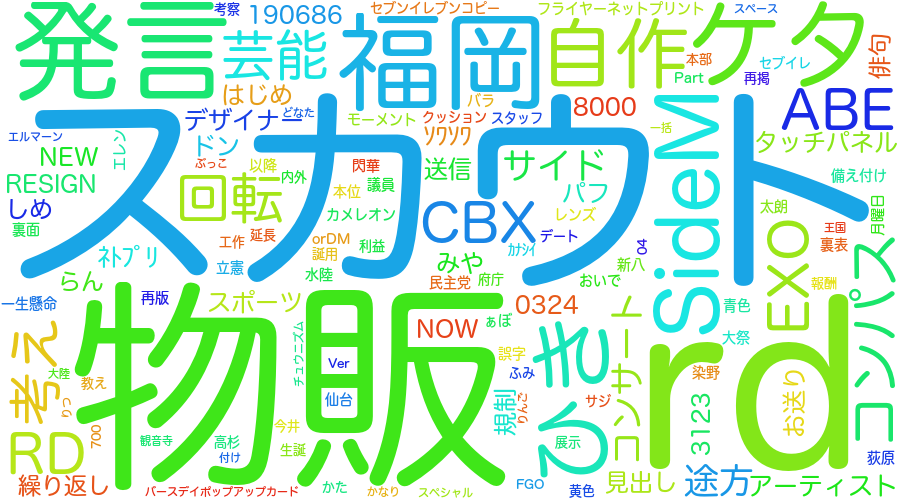 発言
考察
190686
セブンイレブンコピー
フライヤーネットプリント
スペース
芸能
福岡
自作
ケタ
本部
セブイレ
俳句
Part
再掲
はじめ
バラ
8000
ABE
デザイナー
どなた
モーメント
クッション
スタッフ
エルマーン
ドン
エレン
ｿﾜｿﾜ
一括
タッチパネル
スカウト
SideM
NEW
ぶっこ
以降
閃華
送信
サイド
備え付け
RESIGN
回転
内外
本位
議員
パフ
しめ
カメレオン
CBX
レンズ
太朗
月曜日
裏面
工作
延長
orDM
利益
ｶﾅｼｲ
デート
04
王国
裏表
ﾈﾄﾌﾟﾘ
立憲
誤用
みや
新八
EXO
コンパス
らん
水陸
民主党
府庁
おいで
報酬
一生懸命
再版
スポーツ
0324
青色
物販
NOW
ぁぼ
ひき
コンサート
rd
大祭
考え
チュウニズム
Ver
誤字
ふみ
染野
大陸
教え
仙台
規制
りんご
サジ
3123
お送り
りつ
700
今井
RD
観音寺
高杉
生誕
展示
付け
荻原
繰り返し
バースデイポップアップカード
かた
かなり
スペシャル
FGO
黄色
見出し
途方
アーティスト